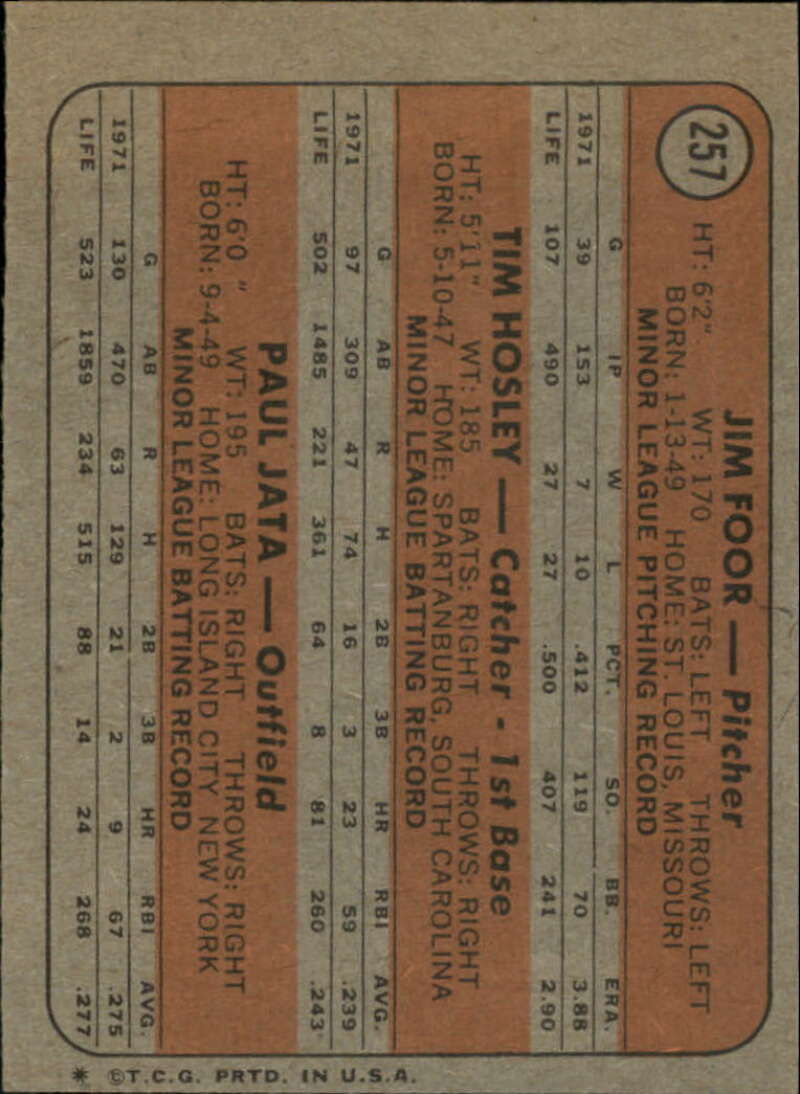 257
JIM FOOR — Pitcher
HT: 6'2" WT: 170 BATS: LEFT THROWS: LEFT
BORN: 1-13-49 HOME: ST. LOUIS, MISSOURI
MINOR LEAGUE PITCHING RECORD
G IP W L PCT. SO. BB. ERA.
1971 39 153 7 10 .412 119 70 3.88
LIFE 107 490 27 27 .500 407 241 2.90
TIM HOSLEY — Catcher - 1st Base
HT: 5'11" WT: 185 BATS: RIGHT THROWS: RIGHT
BORN: 5-10-47 HOME: SPARTANBURG, SOUTH CAROLINA
MINOR LEAGUE BATTING RECORD
G AB R H 2B 3B HR RBI AVG.
1971 97 309 47 74 16 3 23 59 .239
LIFE 502 1485 221 361 64 8 81 260 .243
PAUL JATA — Outfield
HT: 6'0 " WT: 195 BATS: RIGHT THROWS: RIGHT
BORN: 9-4-49 HOME: LONG ISLAND CITY, NEW YORK
MINOR LEAGUE BATTING RECORD
G AB R H 2B 3B HR RBI AVG.
1971 130 470 63 129 21 2 9 67 .275
LIFE 523 1859 234 515 88 14 24 268 .277
* ©T.C.G. PRTD. IN U.S.A.